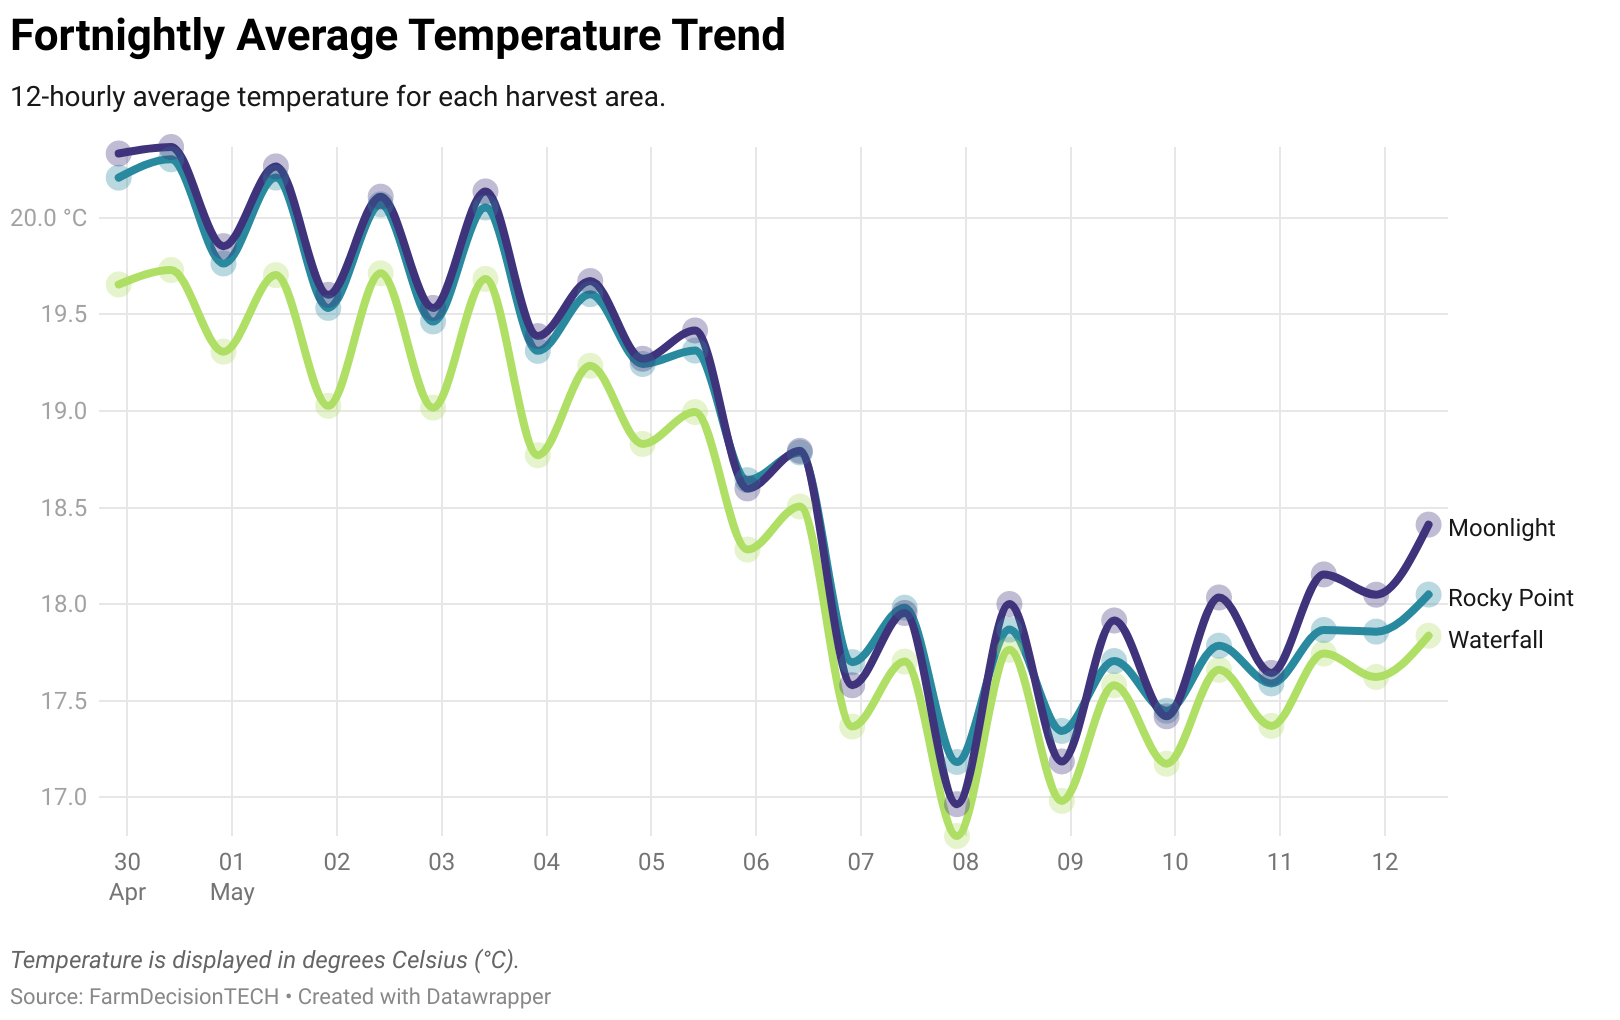 Fortnightly Average Temperature Trend
12-hourly average temperature for each harvest area.
20.0 °C
19.5
19.0
18.5
18.0
17.5
17.0
Moonlight
Rocky Point
Waterfall
30 01 02 03 04 05 06 07 08 09 10 11 12
Apr May
Temperature is displayed in degrees Celsius (°C).
Source: FarmDecisionTECH • Created with Datawrapper